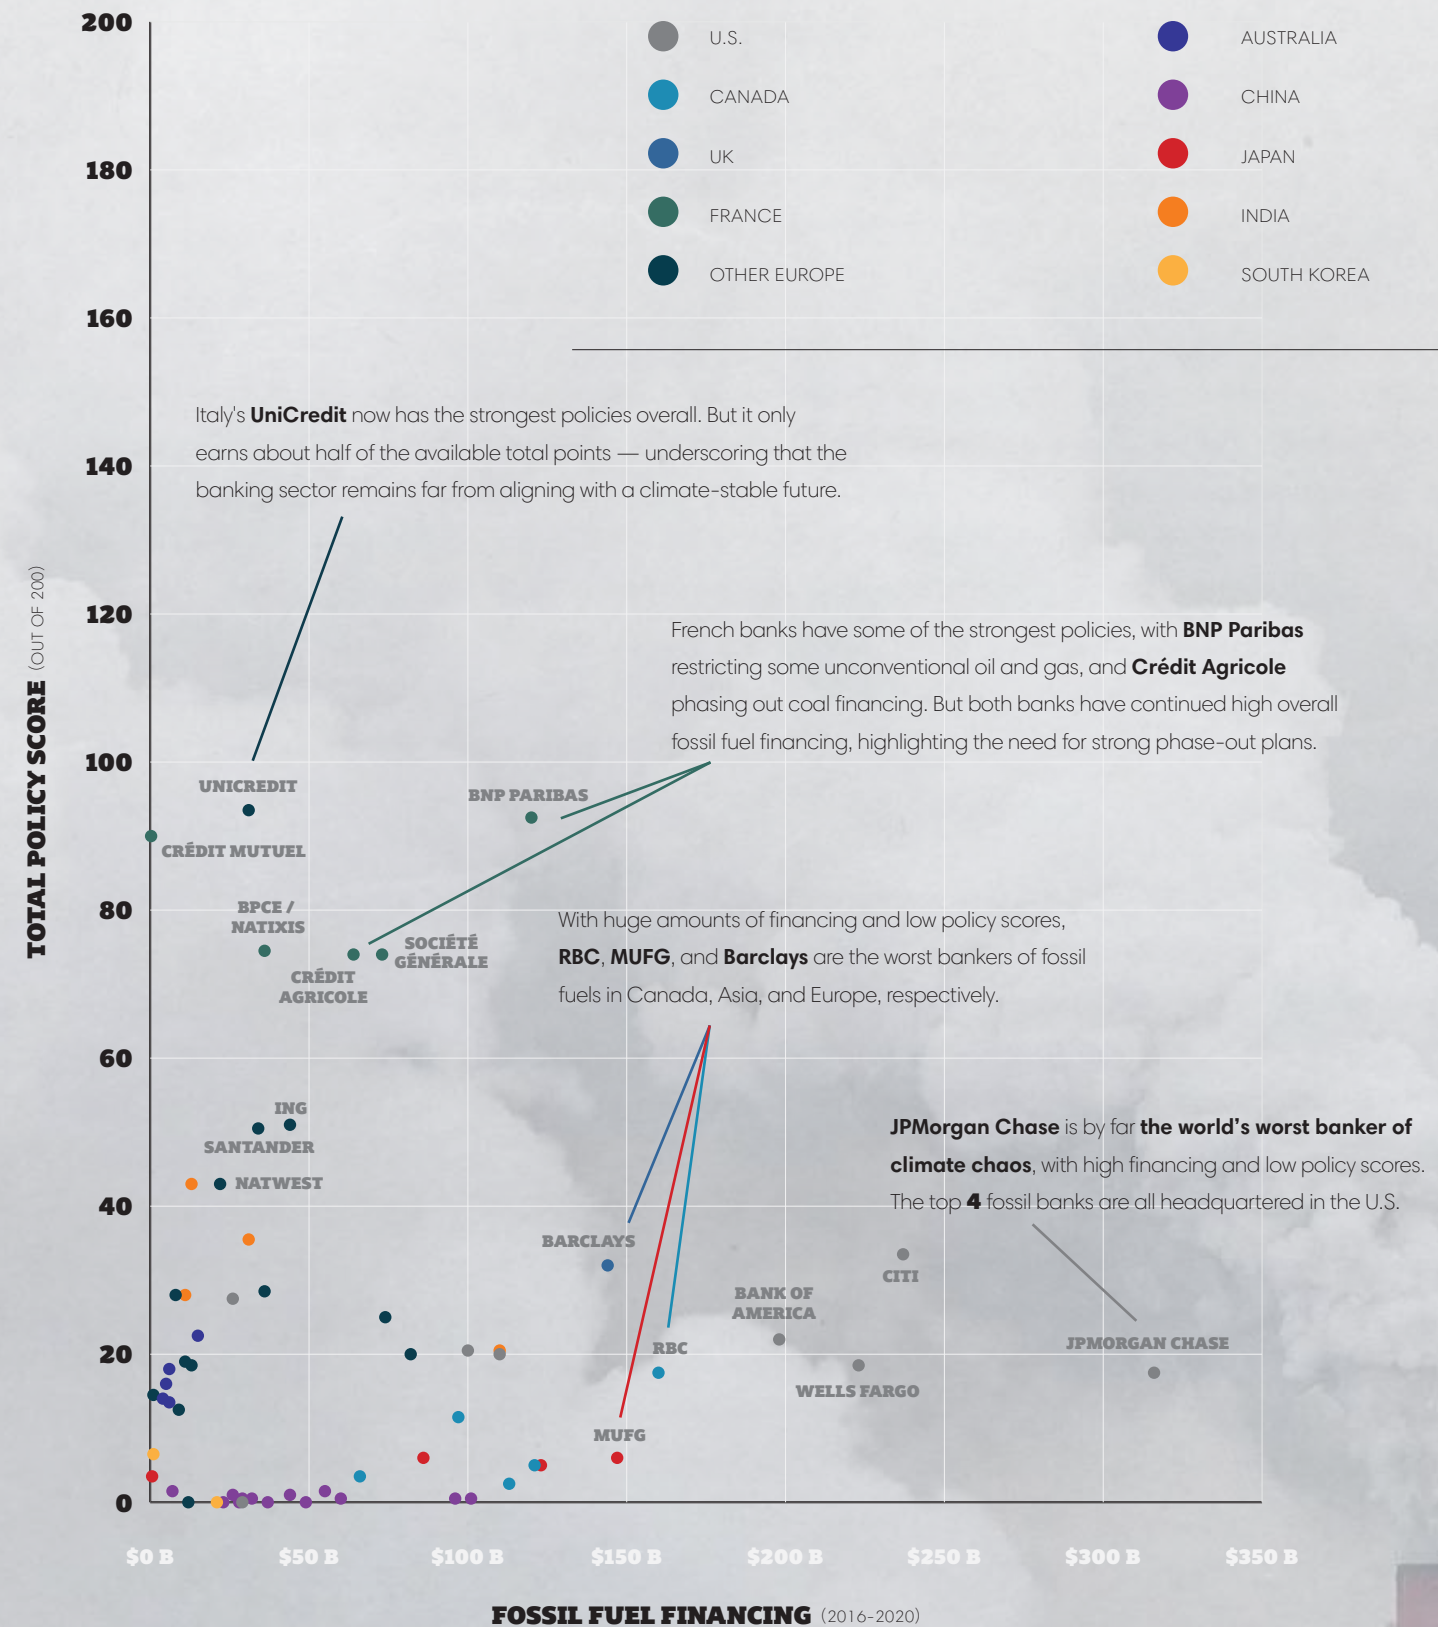 200
180
160
140
120
100
80
60
40
20
0
TOTAL POLICY SCORE (OUT OF 200)
U.S.
CANADA
UK
FRANCE
OTHER EUROPE
AUSTRALIA
CHINA
JAPAN
INDIA
SOUTH KOREA
Italy's UniCredit now has the strongest policies overall. But it only
earns about half of the available total points — underscoring that the
banking sector remains far from aligning with a climate-stable future.
French banks have some of the strongest policies, with BNP Paribas
restricting some unconventional oil and gas, and Crédit Agricole
phasing out coal financing. But both banks have continued high overall
fossil fuel financing, highlighting the need for strong phase-out plans.
UNICREDIT
BNP PARIBAS
CRÉDIT MUTUEL
BPCE /
NATIXIS
SOCIÉTÉ
GÉNÉRALE
CRÉDIT
AGRICOLE
With huge amounts of financing and low policy scores,
RBC, MUFG, and Barclays are the worst bankers of fossil
fuels in Canada, Asia, and Europe, respectively.
ING
SANTANDER
NATWEST
JPMorgan Chase is by far the world's worst banker of
climate chaos, with high financing and low policy scores.
The top 4 fossil banks are all headquartered in the U.S.
BARCLAYS
CITI
BANK OF
AMERICA
RBC
JPMORGAN CHASE
WELLS FARGO
MUFG
$0 B
$50 B
$100 B
$150 B
$200 B
$250 B
$300 B
$350 B
FOSSIL FUEL FINANCING (2016-2020)